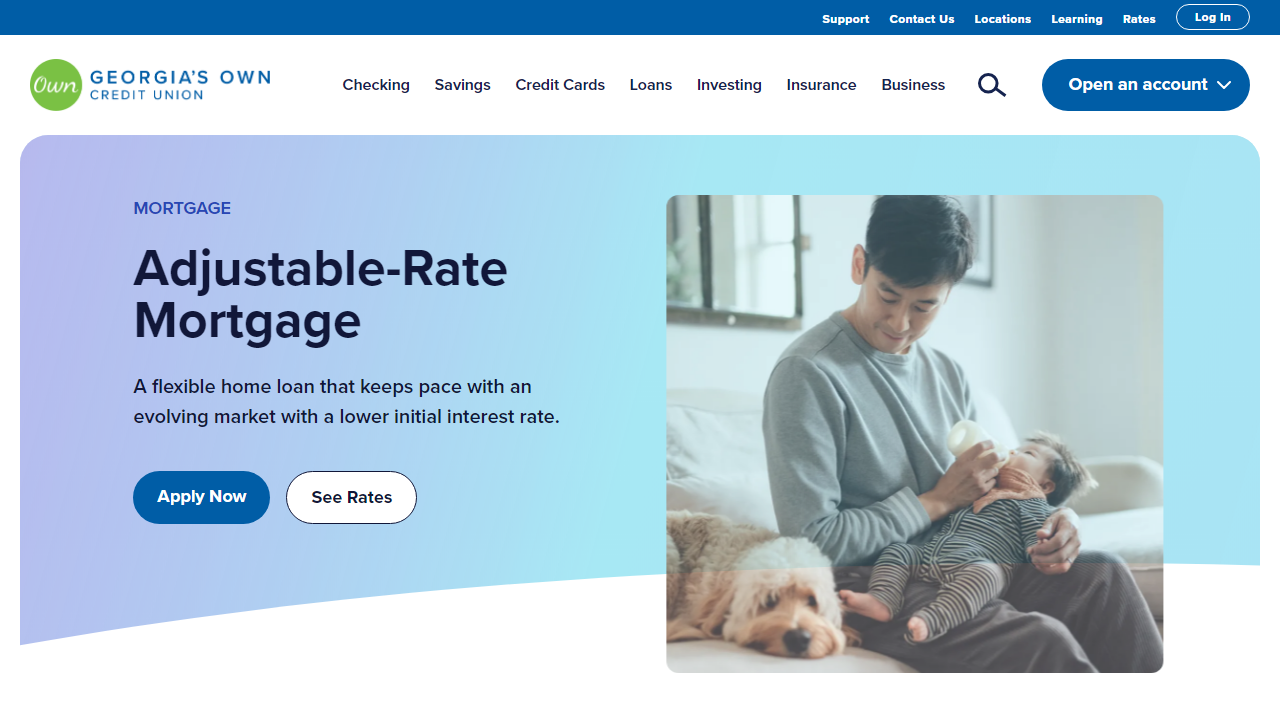 Support Contact Us Locations Learning Rates Log In
Own GEORGIA'S OWN
CREDIT UNION
Checking Savings Credit Cards Loans Investing Insurance Business Open an account
MORTGAGE
Adjustable-Rate
Mortgage
A flexible home loan that keeps pace with an
evolving market with a lower initial interest rate.
Apply Now See Rates